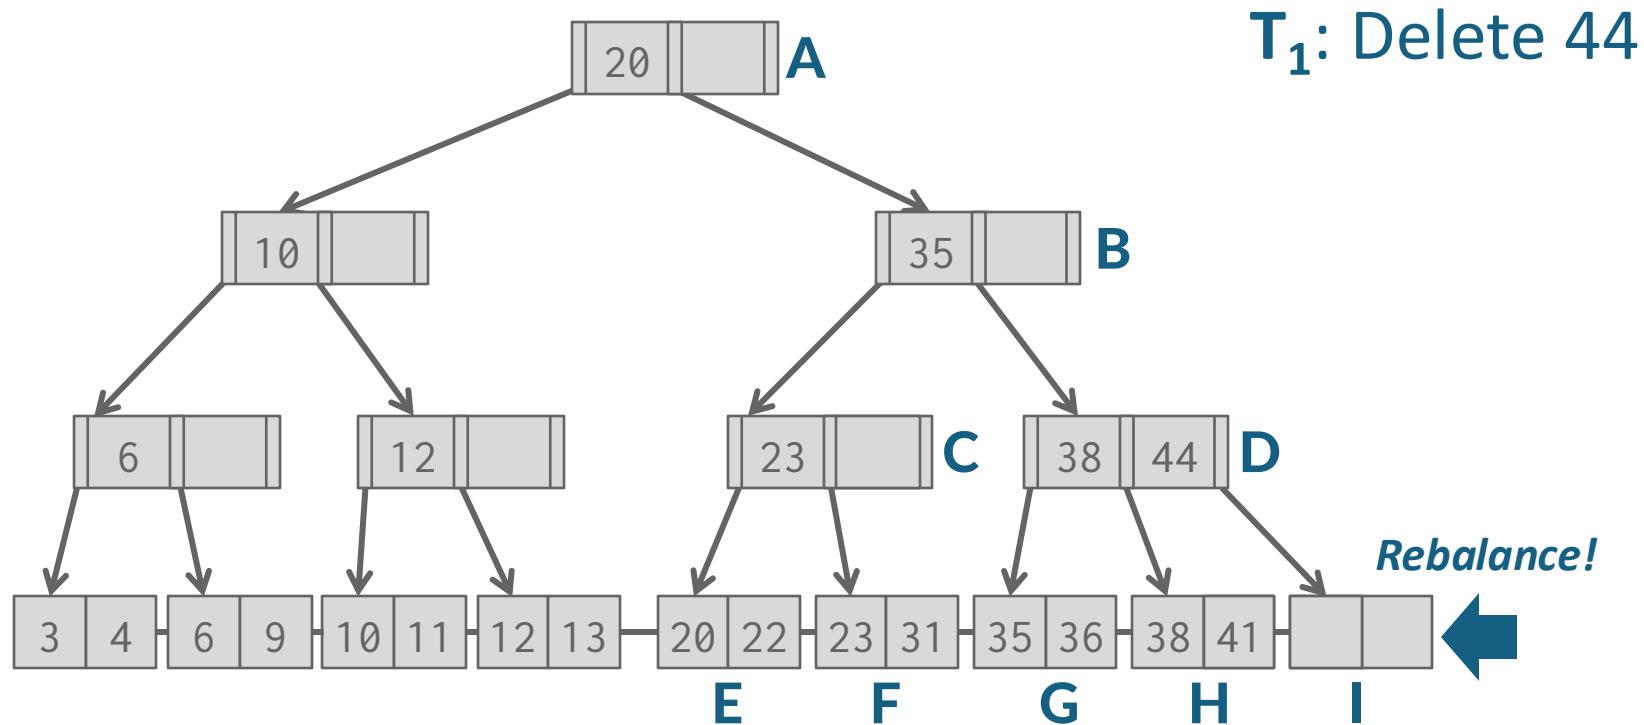 T₁: Delete 44
20 A
10 35 B
6 12 23 C 38 44 D
Rebalance!
3 4 6 9 10 11 12 13 20 22 23 31 35 36 38 41
E F G H I